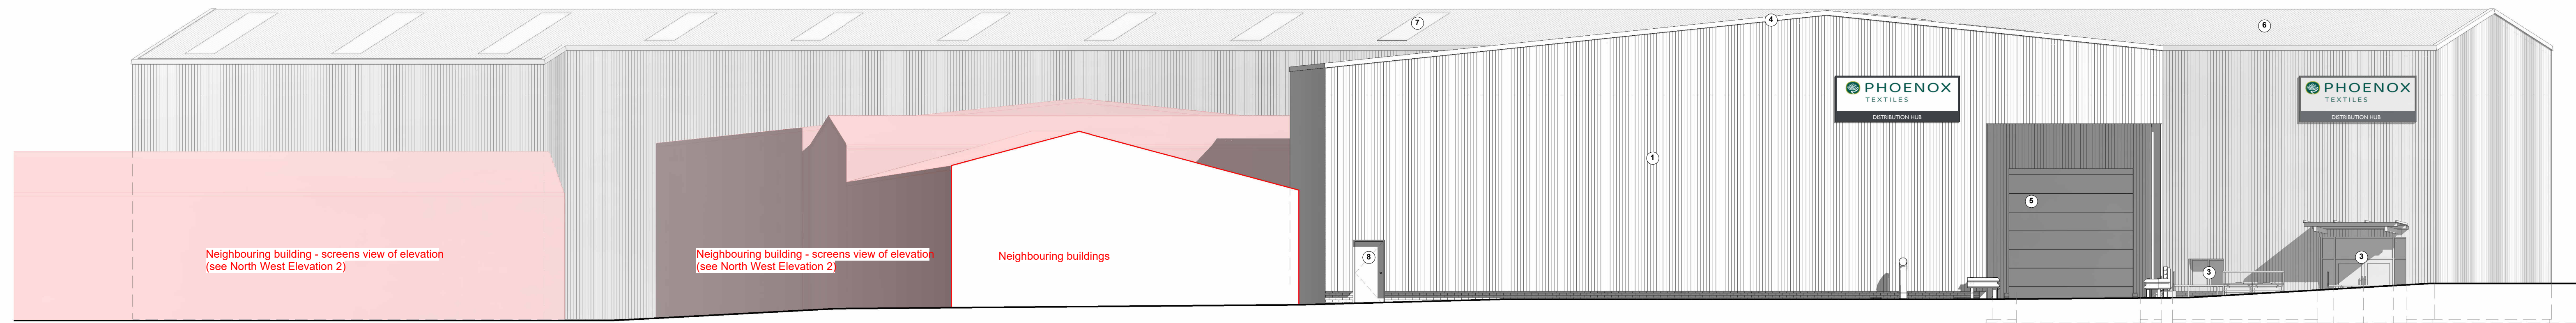 7
4
6
PHOENOX
TEXTILES
DISTRIBUTION HUB
PHOENOX
TEXTILES
DISTRIBUTION HUB
1
5
Neighbouring building - screens view of elevation
(see North West Elevation 2)
Neighbouring building - screens view of elevation
(see North West Elevation 2)
Neighbouring buildings
8
3
3